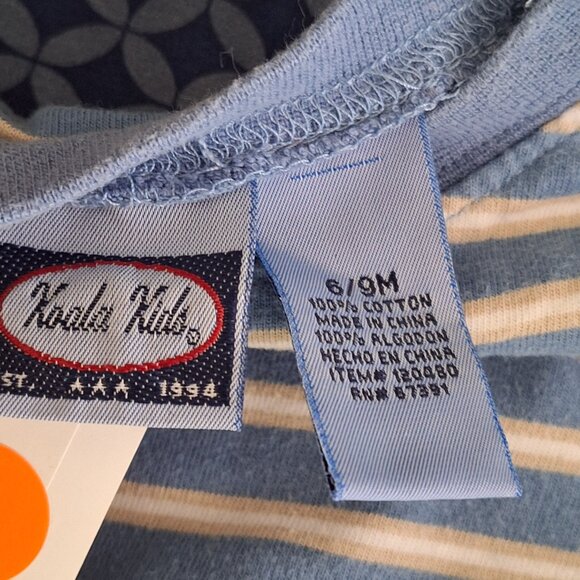 Koala Kids
EST. ★★★ 1994
6/9M
100% COTTON
MADE IN CHINA
100% ALGODON
HECHO EN CHINA
ITEM# 130480
RN# 67391